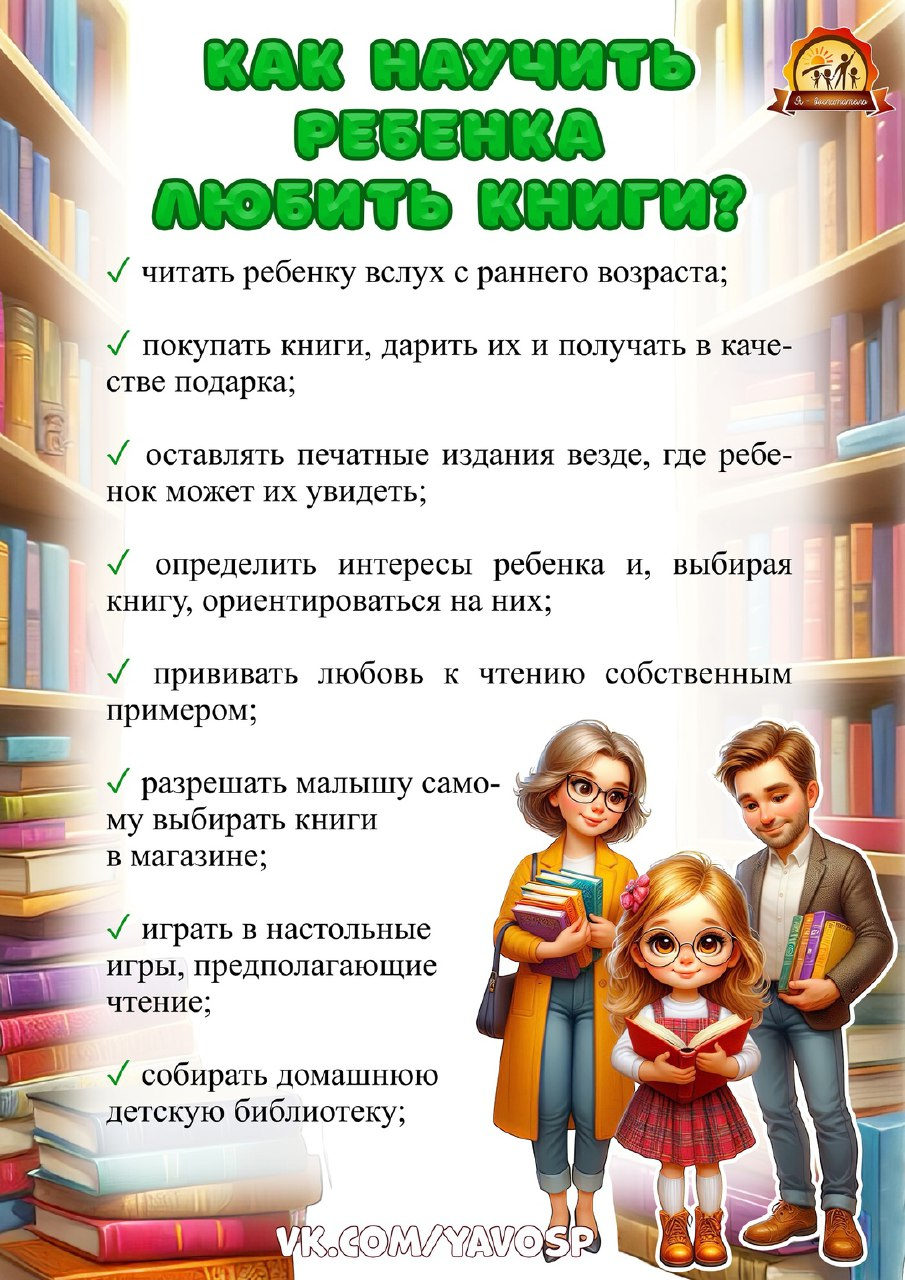 КАК НАУЧИТЬ
РЕБЕНКА
ЛЮБИТЬ КНИГИ?
Я - Воспитатель
✓ читать ребенку вслух с раннего возраста;
✓ покупать книги, дарить их и получать в каче-
стве подарка;
✓ оставлять печатные издания везде, где ребе-
нок может их увидеть;
✓ определить интересы ребенка и, выбирая
книгу, ориентироваться на них;
✓ прививать любовь к чтению собственным
примером;
✓ разрешать малышу само-
му выбирать книги
в магазине;
✓ играть в настольные
игры, предполагающие
чтение;
✓ собирать домашнюю
детскую библиотеку;
VK.COM/YAVOSP